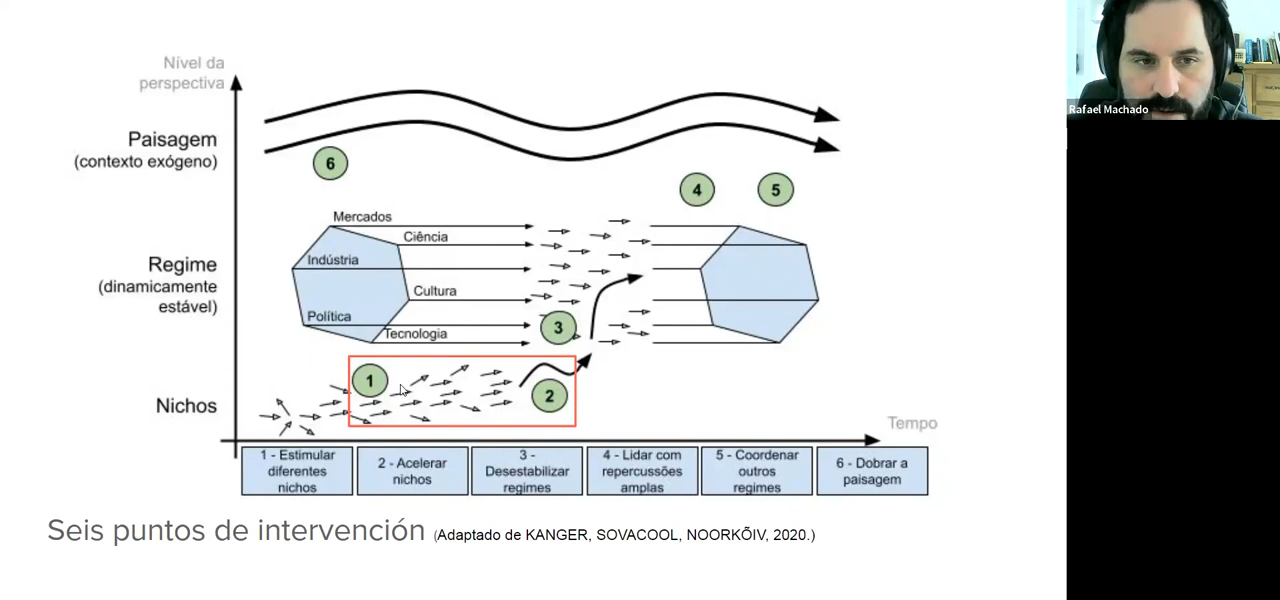 Nível da
perspectiva
Rafael Machado
Paisagem
(contexto exógeno)
6
4
5
Mercados
Ciência
Indústria
Cultura
Política
Tecnologia
Regime
(dinamicamente
estável)
3
1
2
Nichos
Tempo
1 - Estimular
diferentes
nichos
2 - Acelerar
nichos
3 -
Desestabilizar
regimes
4 - Lidar com
repercussões
amplas
5 - Coordenar
outros
regimes
6 - Dobrar a
paisagem
Seis puntos de intervención (Adaptado de KANGER, SOVACOOL, NOORKÕIV, 2020.)